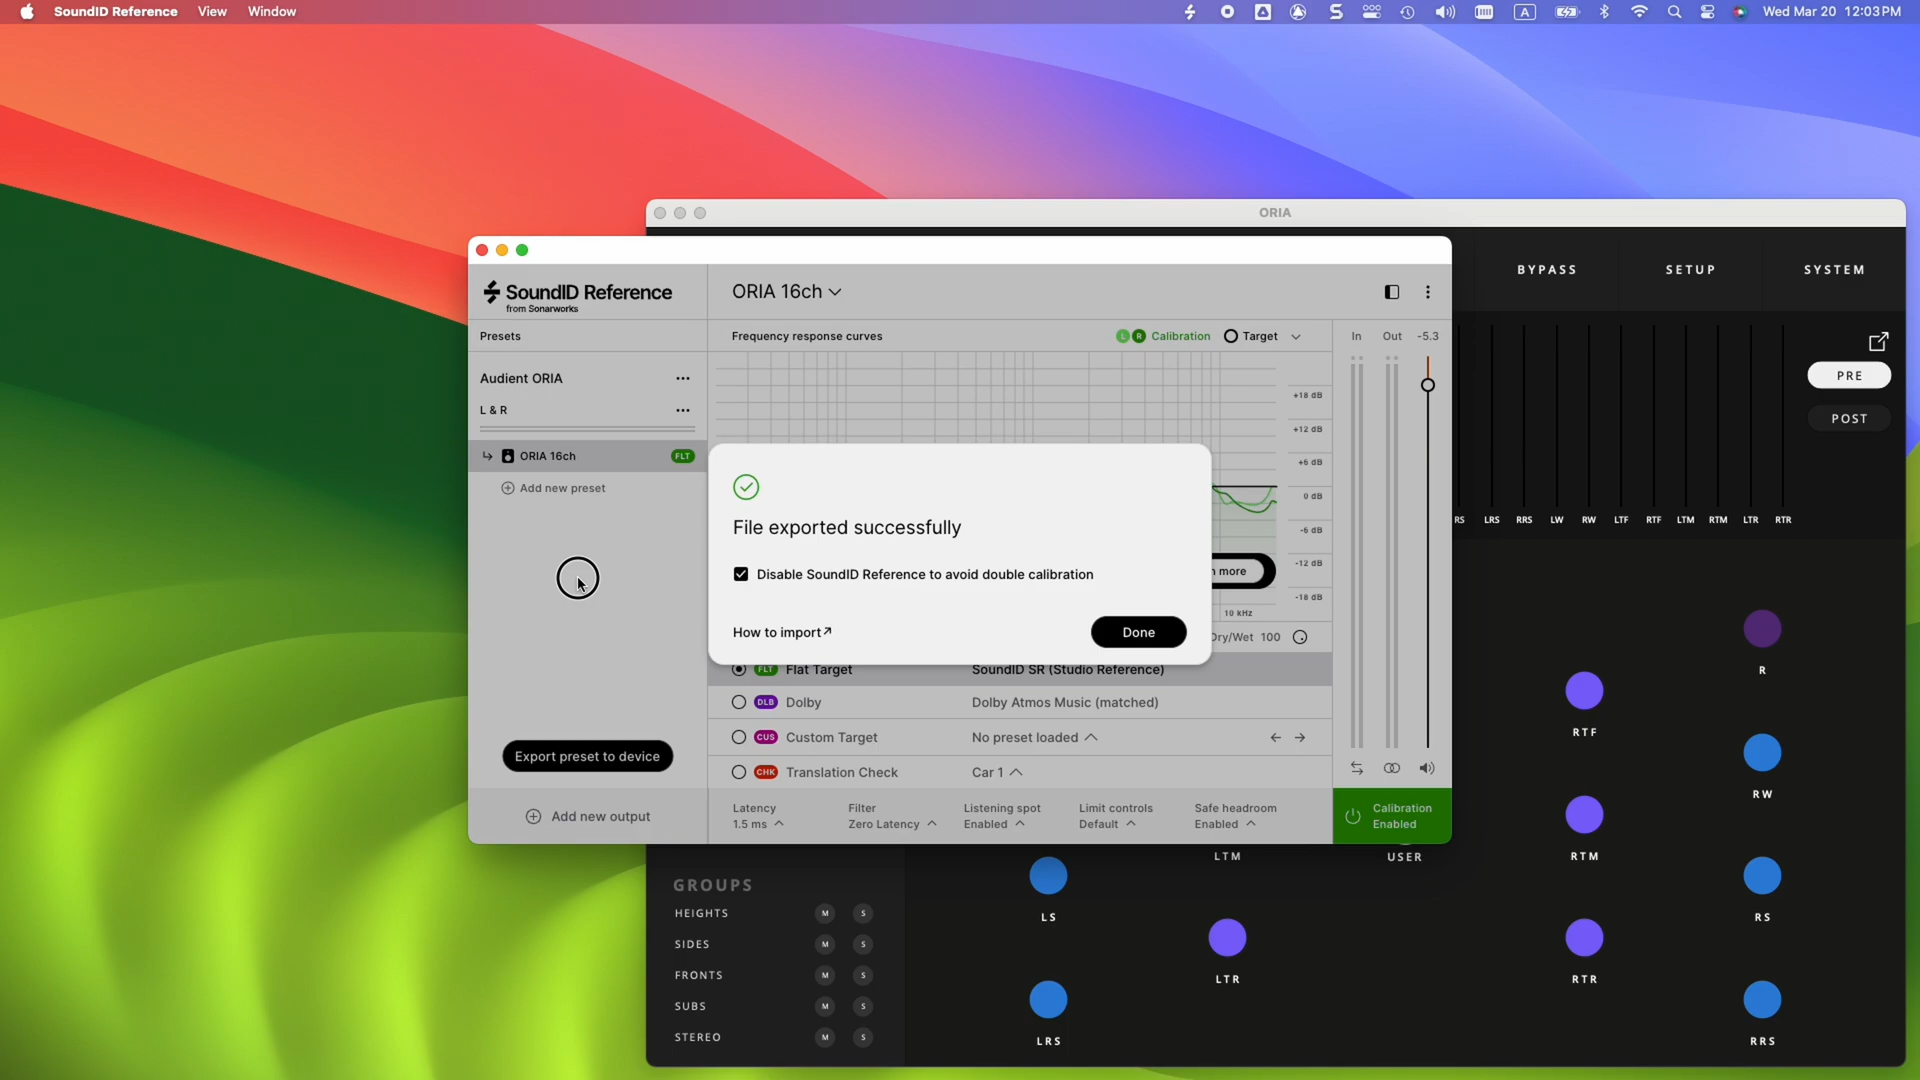 SoundID Reference View Window
A
Wed Mar 20 12:03 PM
ORIA
BYPASS SETUP SYSTEM
SoundID Reference
from Sonarworks
ORIA 16ch
Presets
Frequency response curves
L R Calibration Target
In Out -5.3
Audient ORIA
L & R
ORIA 16ch FLT
Add new preset
+18 dB
+12 dB
+6 dB
0 dB
-6 dB
-12 dB
-18 dB
PRE
POST
RS LRS RRS LW RW LTF RTF LTM RTM LTR RTR
File exported successfully
Disable SoundID Reference to avoid double calibration
How to import
Done
n more
10 kHz
Dry/Wet 100
FLT Flat Target SoundID SR (Studio Reference)
DLB Dolby Dolby Atmos Music (matched)
CUS Custom Target No preset loaded
CHK Translation Check Car 1
Export preset to device
Add new output
Latency
1.5 ms
Filter
Zero Latency
Listening spot
Enabled
Limit controls
Default
Safe headroom
Enabled
Calibration
Enabled
R
RTF
RW
LTM
USER
RTM
GROUPS
HEIGHTS M S
SIDES M S
FRONTS M S
SUBS M S
STEREO M S
LS
RS
LTR
RTR
LRS
RRS